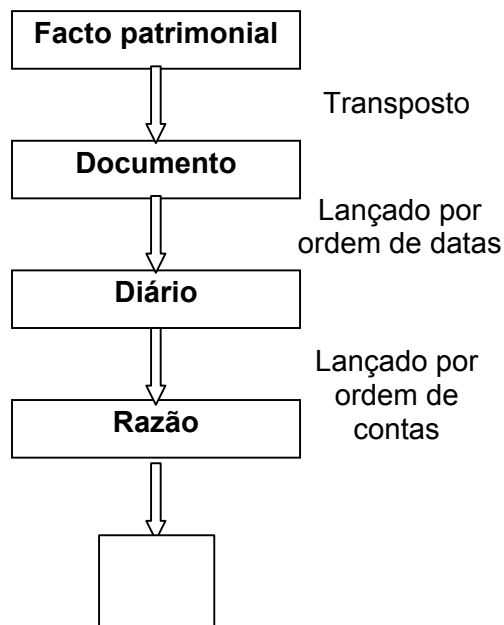 Facto patrimonial
Transposto
Documento
Lançado por
ordem de datas
Diário
Lançado por
ordem de
contas
Razão